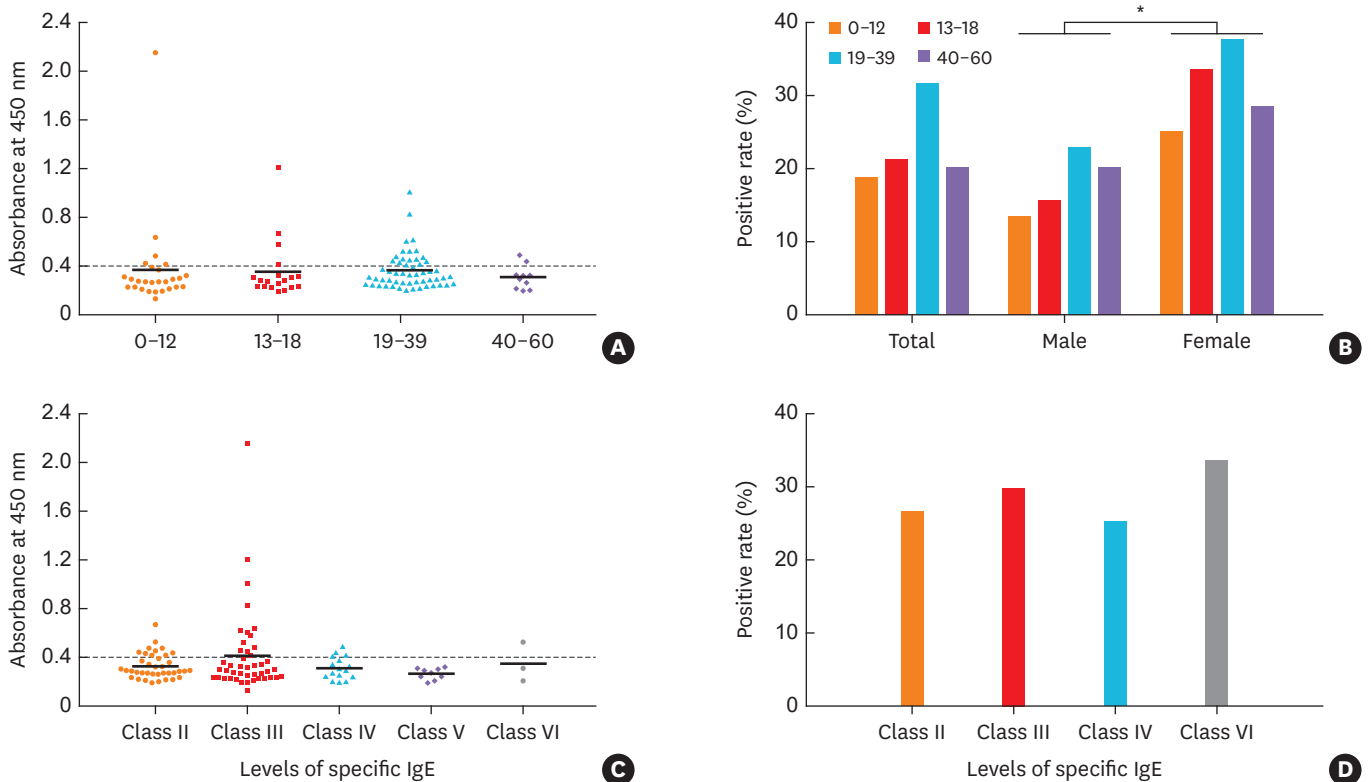 2.4
2.0
1.6
1.2
0.8
0.4
0
Absorbance at 450 nm
0–12
13–18
19–39
40–60
A
40
30
20
10
0
Positive rate (%)
0–12
13–18
19–39
40–60
*
Total
Male
Female
B
2.4
2.0
1.6
1.2
0.8
0.4
0
Absorbance at 450 nm
Class II
Class III
Class IV
Class V
Class VI
Levels of specific IgE
C
40
30
20
10
0
Positive rate (%)
Class II
Class III
Class IV
Class VI
Levels of specific IgE
D